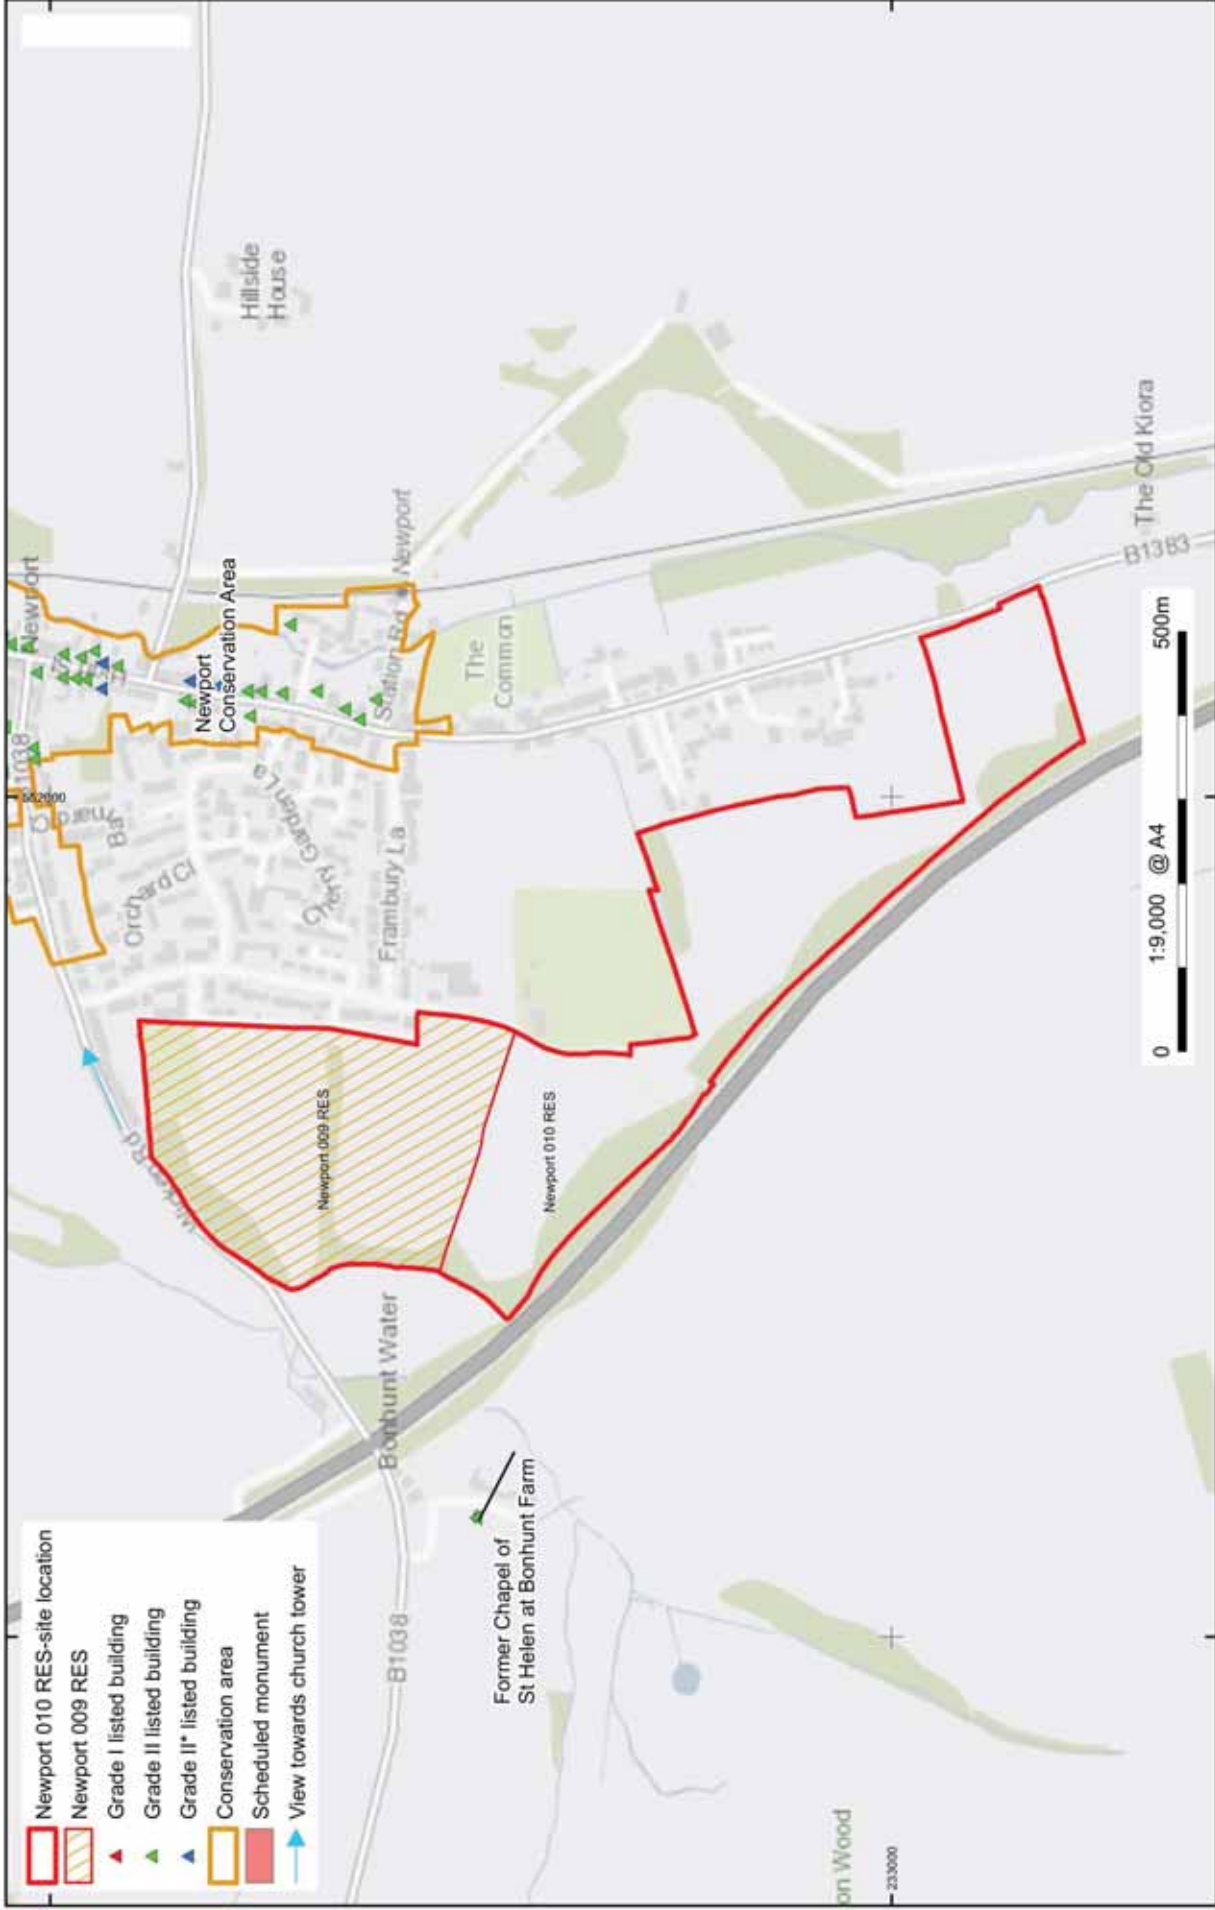 Newport 010 RES-site location
Newport 009 RES
Grade I listed building
Grade II listed building
Grade II* listed building
Conservation area
Scheduled monument
View towards church tower
B1038
Bonhunt Water
Former Chapel of
St Helen at Bonhunt Farm
on Wood
233000
Wicken Rd
Newport 009 RES
Newport 010 RES
Orchard Cl
Cherry Garden La
Frambury La
552000
1038
Newport
Newport
Conservation Area
Station Rd
Newport
The
Common
Hillside
House
B1383
The Old Kiora
0
1:9,000 @ A4
500m